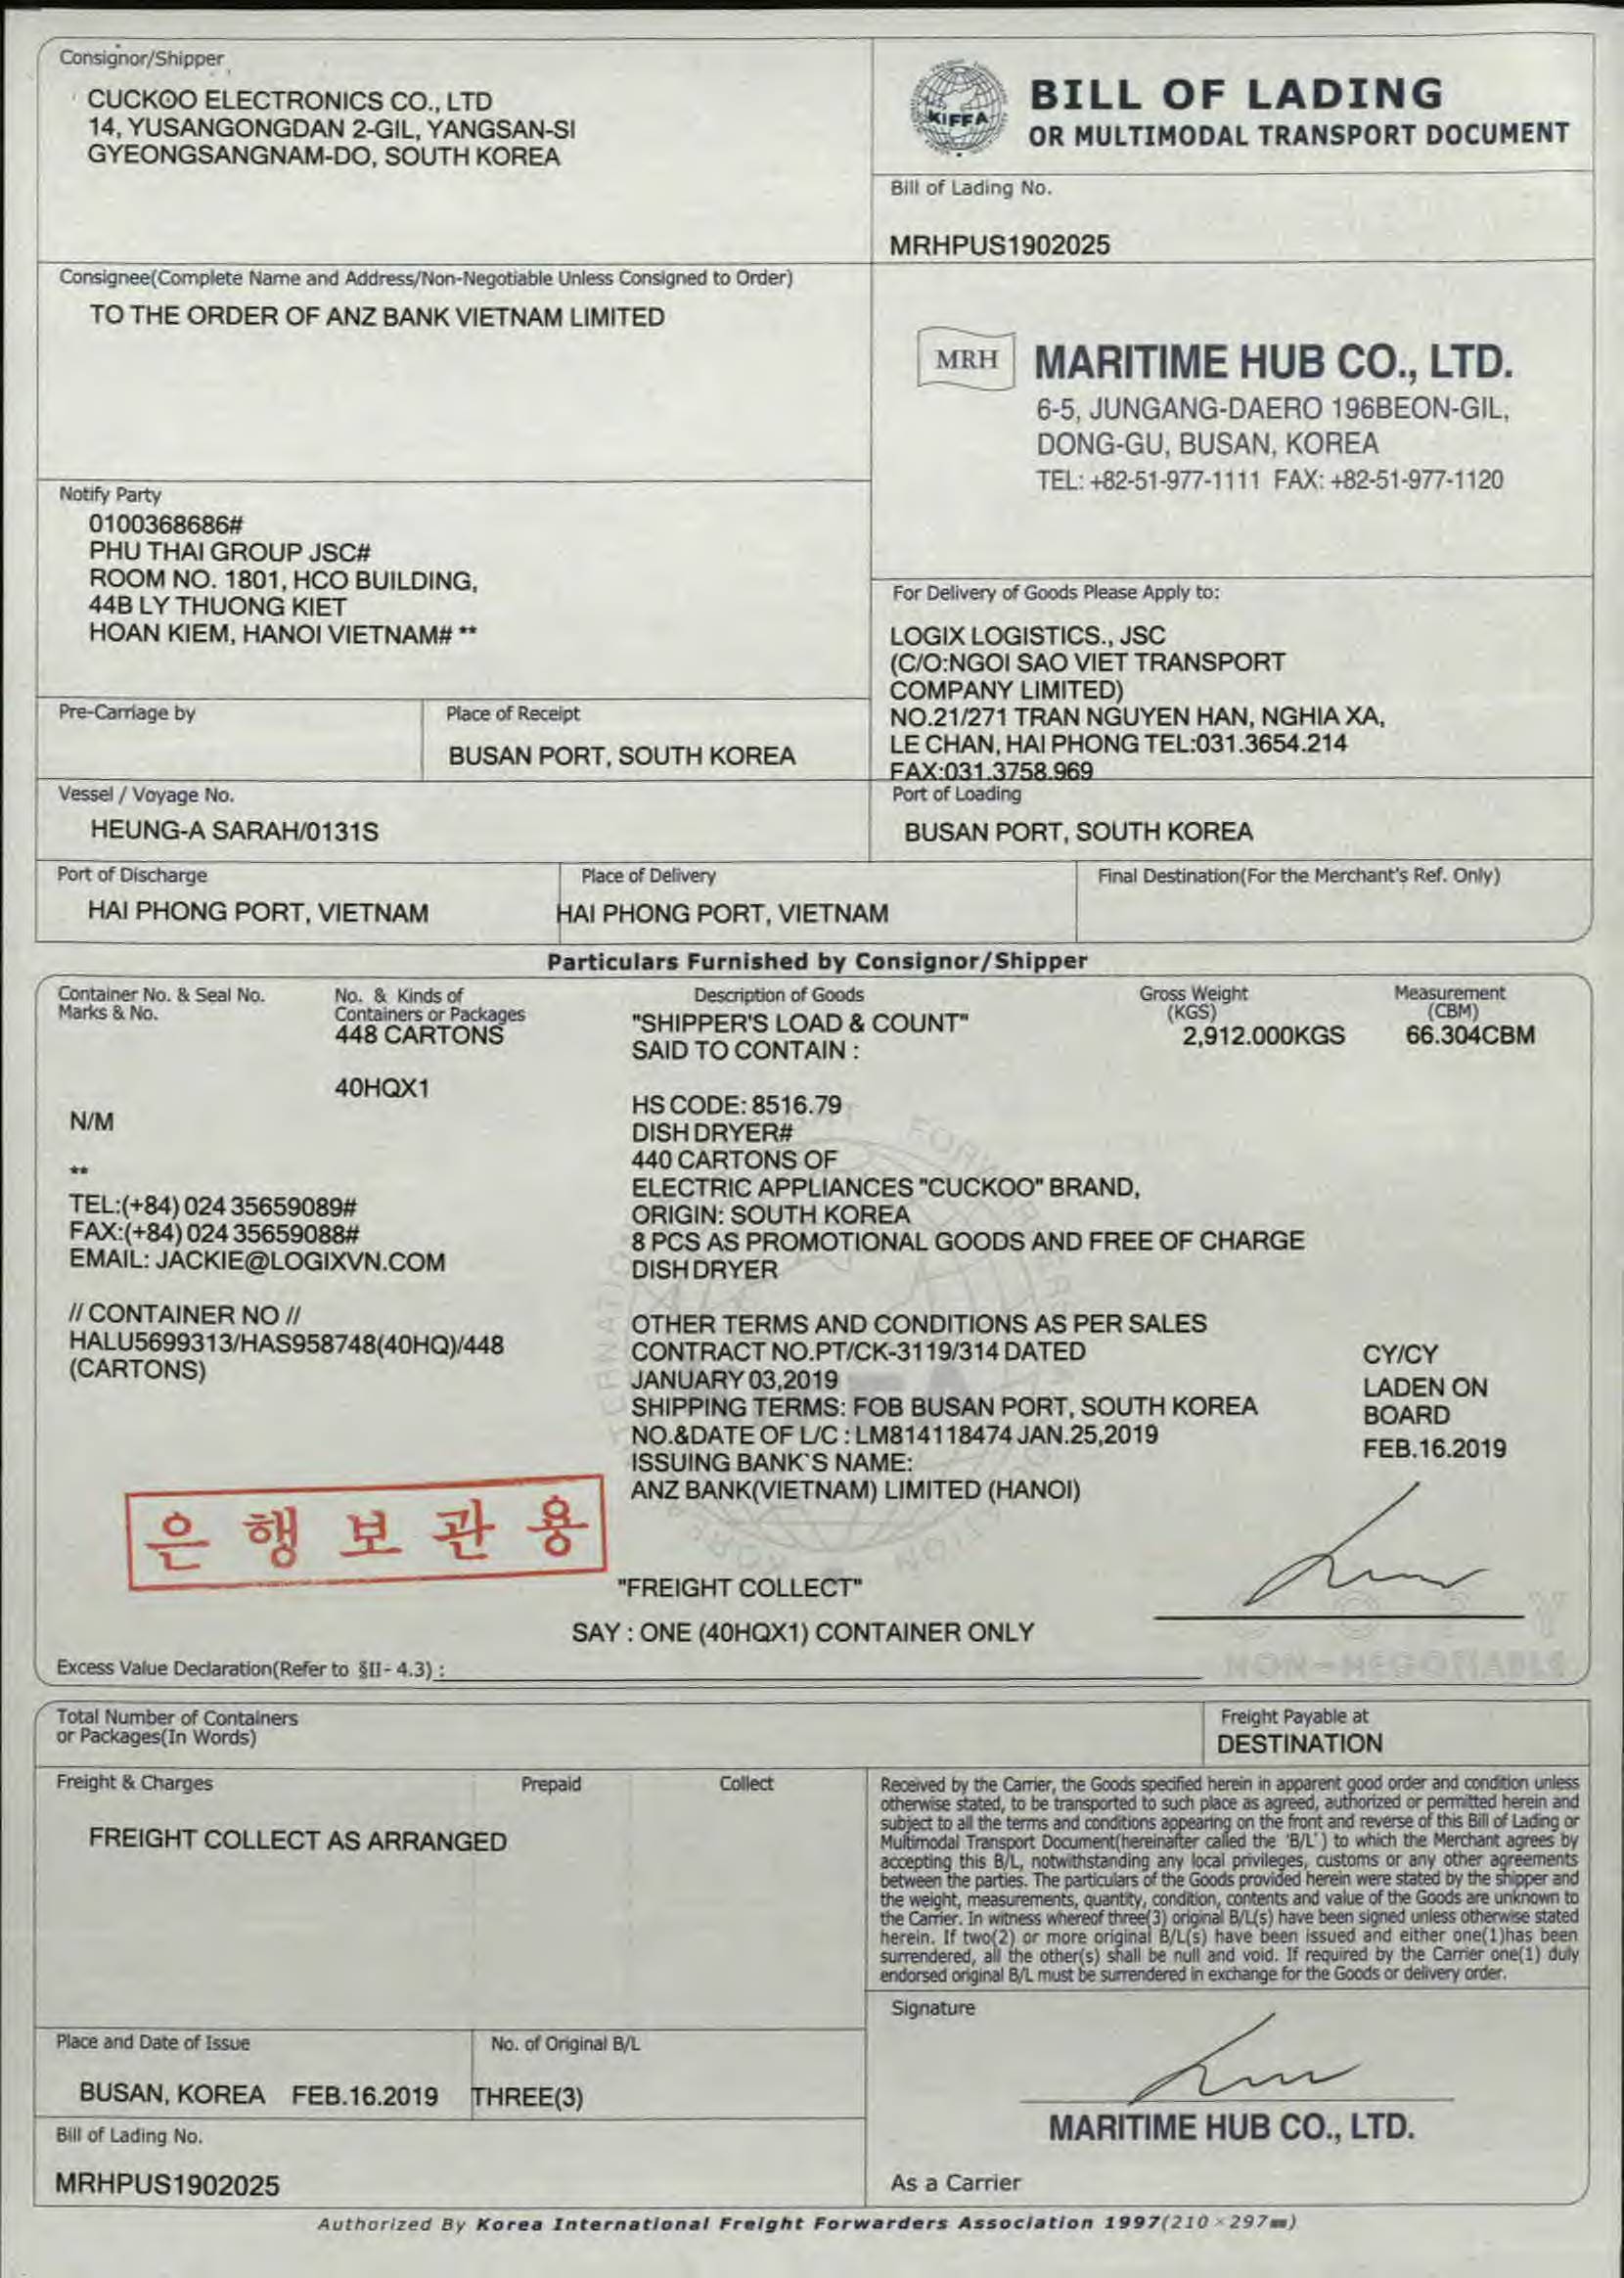 Consignor/Shipper
CUCKOO ELECTRONICS CO., LTD
14, YUSANGONGDAN 2-GIL, YANGSAN-SI
GYEONGSANGNAM-DO, SOUTH KOREA
KIFFA
BILL OF LADING
OR MULTIMODAL TRANSPORT DOCUMENT
Bill of Lading No.
MRHPUS1902025
Consignee(Complete Name and Address/Non-Negotiable Unless Consigned to Order)
TO THE ORDER OF ANZ BANK VIETNAM LIMITED
MRH
MARITIME HUB CO., LTD.
6-5, JUNGANG-DAERO 196BEON-GIL,
DONG-GU, BUSAN, KOREA
TEL: +82-51-977-1111 FAX: +82-51-977-1120
Notify Party
0100368686#
PHU THAI GROUP JSC#
ROOM NO. 1801, HCO BUILDING,
44B LY THUONG KIET
HOAN KIEM, HANOI VIETNAM# **
For Delivery of Goods Please Apply to:
LOGIX LOGISTICS., JSC
(C/O:NGOI SAO VIET TRANSPORT
COMPANY LIMITED)
NO.21/271 TRAN NGUYEN HAN, NGHIA XA,
LE CHAN, HAI PHONG TEL:031.3654.214
FAX:031.3758.969
Pre-Carriage by
Place of Receipt
BUSAN PORT, SOUTH KOREA
Vessel / Voyage No.
HEUNG-A SARAH/0131S
Port of Loading
BUSAN PORT, SOUTH KOREA
Port of Discharge
HAI PHONG PORT, VIETNAM
Place of Delivery
HAI PHONG PORT, VIETNAM
Final Destination(For the Merchant's Ref. Only)
Particulars Furnished by Consignor/Shipper
Container No. & Seal No.
Marks & No.
No. & Kinds of
Containers or Packages
Description of Goods
Gross Weight
(KGS)
Measurement
(CBM)
448 CARTONS
40HQX1
"SHIPPER'S LOAD & COUNT"
SAID TO CONTAIN :
2,912.000KGS
66.304CBM
N/M
**
TEL:(+84) 024 35659089#
FAX:(+84) 024 35659088#
EMAIL: JACKIE@LOGIXVN.COM
// CONTAINER NO //
HALU5699313/HAS958748(40HQ)/448
(CARTONS)
HS CODE: 8516.79
DISH DRYER#
440 CARTONS OF
ELECTRIC APPLIANCES "CUCKOO" BRAND,
ORIGIN: SOUTH KOREA
8 PCS AS PROMOTIONAL GOODS AND FREE OF CHARGE
DISH DRYER
OTHER TERMS AND CONDITIONS AS PER SALES
CONTRACT NO.PT/CK-3119/314 DATED
JANUARY 03,2019
SHIPPING TERMS: FOB BUSAN PORT, SOUTH KOREA
NO.&DATE OF L/C : LM814118474 JAN.25,2019
ISSUING BANK`S NAME:
ANZ BANK(VIETNAM) LIMITED (HANOI)
CY/CY
LADEN ON
BOARD
FEB.16.2019
은행보관용
"FREIGHT COLLECT"
SAY : ONE (40HQX1) CONTAINER ONLY
COPY
NON-NEGOTIABLE
Excess Value Declaration(Refer to §II- 4.3) :
Total Number of Containers
or Packages(In Words)
Freight Payable at
DESTINATION
Freight & Charges
Prepaid
Collect
FREIGHT COLLECT AS ARRANGED
Received by the Carrier, the Goods specified herein in apparent good order and condition unless
otherwise stated, to be transported to such place as agreed, authorized or permitted herein and
subject to all the terms and conditions appearing on the front and reverse of this Bill of Lading or
Multimodal Transport Document(hereinafter called the 'B/L') to which the Merchant agrees by
accepting this B/L, notwithstanding any local privileges, customs or any other agreements
between the parties. The particulars of the Goods provided herein were stated by the shipper and
the weight, measurements, quantity, condition, contents and value of the Goods are unknown to
the Carrier. In witness whereof three(3) original B/L(s) have been signed unless otherwise stated
herein. If two(2) or more original B/L(s) have been issued and either one(1)has been
surrendered, all the other(s) shall be null and void. If required by the Carrier one(1) duly
endorsed original B/L must be surrendered in exchange for the Goods or delivery order.
Signature
MARITIME HUB CO., LTD.
As a Carrier
Place and Date of Issue
BUSAN, KOREA FEB.16.2019
No. of Original B/L
THREE(3)
Bill of Lading No.
MRHPUS1902025
Authorized By Korea International Freight Forwarders Association 1997(210×297㎜)